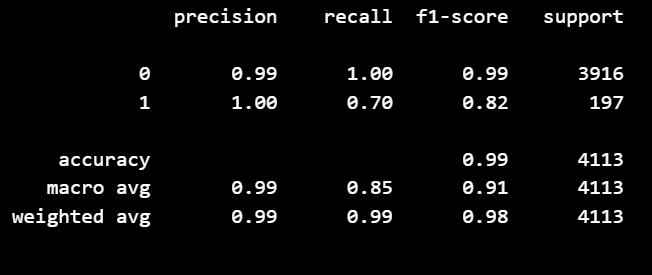 precision recall f1-score support
0 0.99 1.00 0.99 3916
1 1.00 0.70 0.82 197
accuracy 0.99 4113
macro avg 0.99 0.85 0.91 4113
weighted avg 0.99 0.99 0.98 4113